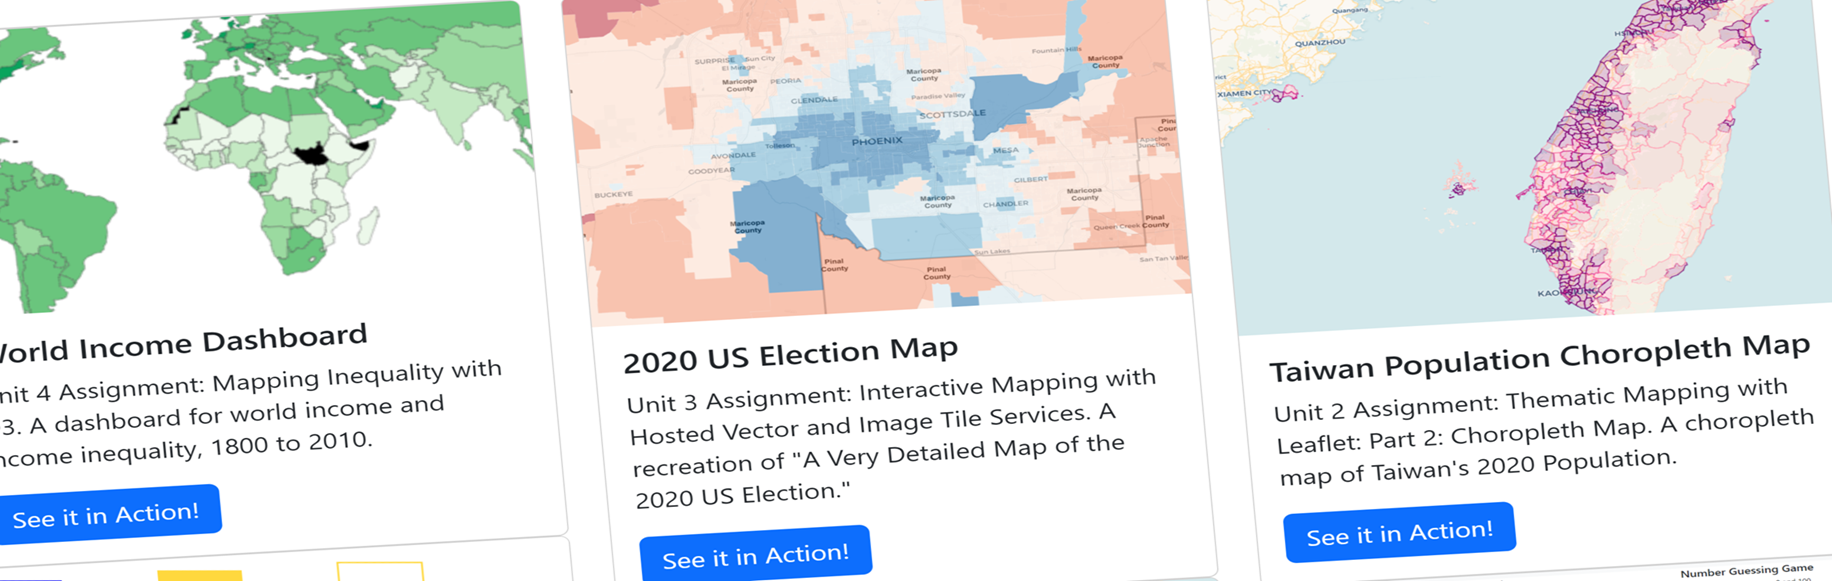 World Income Dashboard
nit 4 Assignment: Mapping Inequality with
3. A dashboard for world income and
ncome inequality, 1800 to 2010.
See it in Action!
SURPRISE
Sun City
El Mirage
Maricopa
County
PEORIA
GLENDALE
Maricopa
County
Paradise Valley
SCOTTSDALE
Fountain Hills
Maricopa
County
PHOENIX
Tolleson
AVONDALE
GOODYEAR
BUCKEYE
MESA
GILBERT
CHANDLER
Maricopa
County
Maricopa
County
Maricopa
County
Apache
Junction
Queen Creek
Pinal
County
Sun Lakes
San Tan Valle
Pinal
County
Pinal
County
2020 US Election Map
Unit 3 Assignment: Interactive Mapping with
Hosted Vector and Image Tile Services. A
recreation of "A Very Detailed Map of the
2020 US Election."
See it in Action!
Quangang
QUANZHOU
XIAMEN CITY
Taiwan Population Choropleth Map
Unit 2 Assignment: Thematic Mapping with
Leaflet: Part 2: Choropleth Map. A choropleth
map of Taiwan's 2020 Population.
See it in Action!
Number Guessing Game